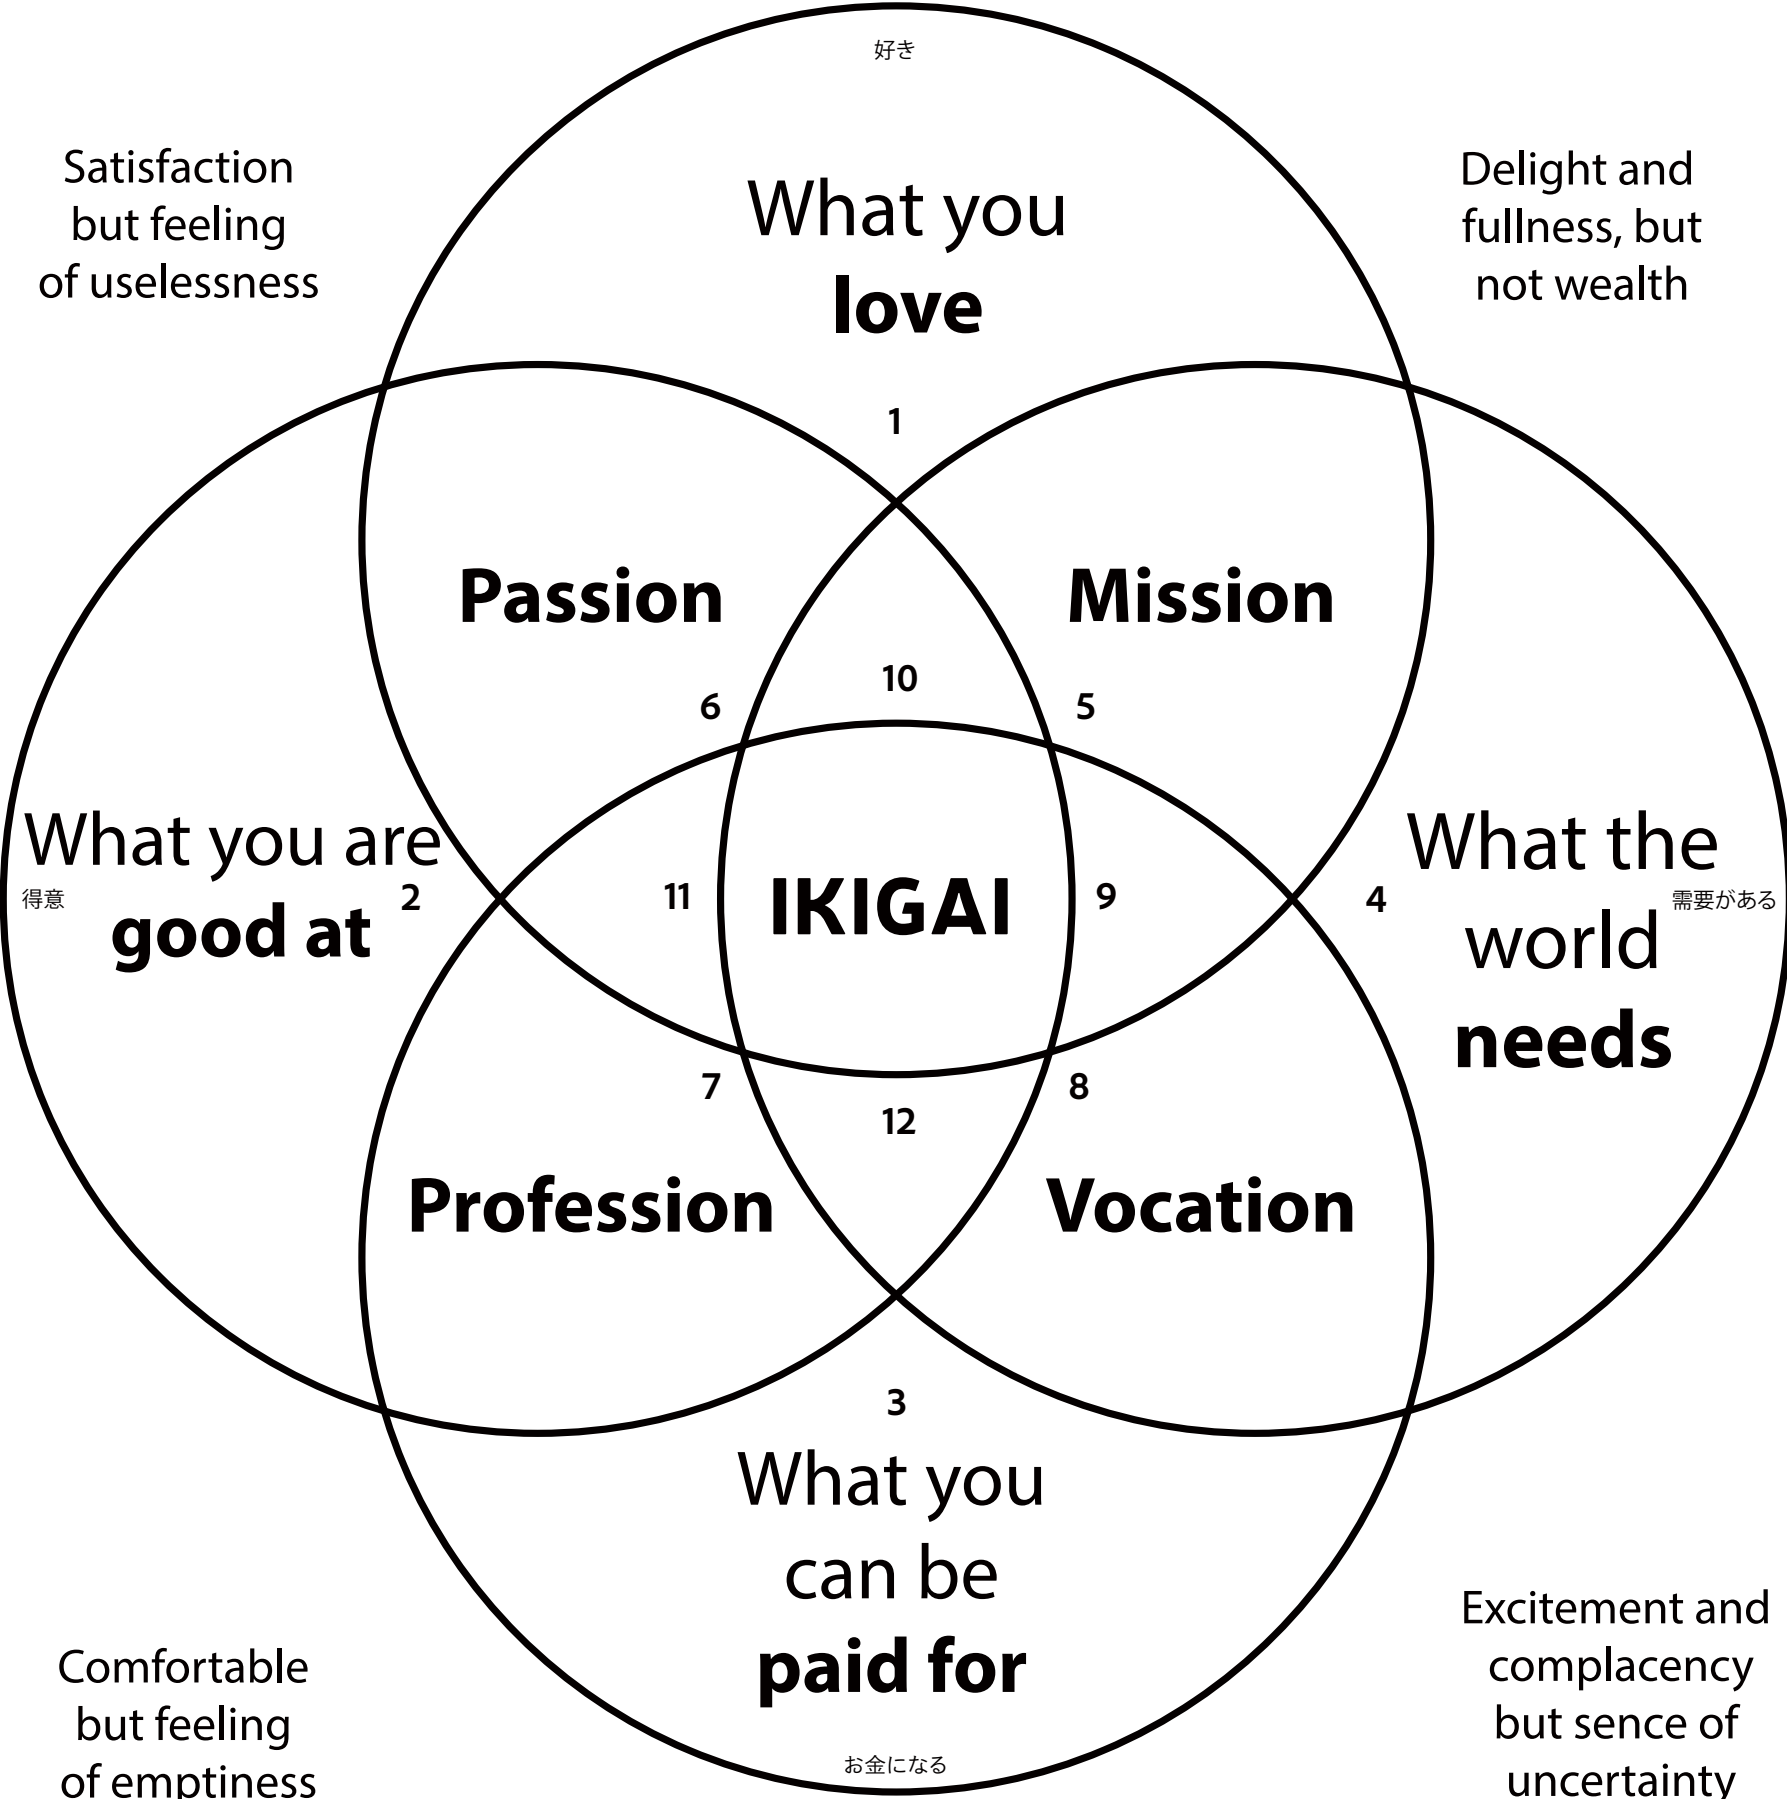 好き
Satisfaction
but feeling
of uselessness
Delight and
fullness, but
not wealth
What you
love
1
Passion
Mission
10
6
5
What you are
good at
得意
2
11
IKIGAI
9
4
What the
world
needs
需要がある
7
8
12
Profession
Vocation
3
What you
can be
paid for
お金になる
Comfortable
but feeling
of emptiness
Excitement and
complacency
but sence of
uncertainty